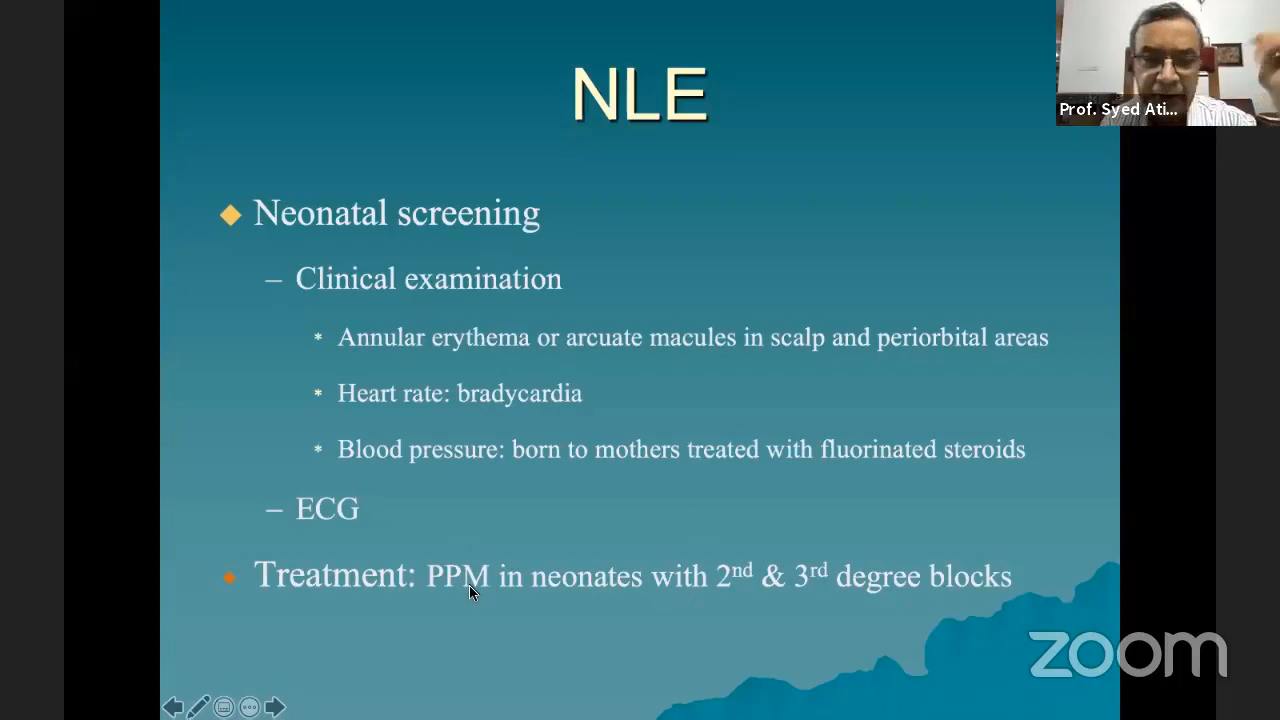 NLE
Prof. Syed Ati...
Neonatal screening
– Clinical examination
* Annular erythema or arcuate macules in scalp and periorbital areas
* Heart rate: bradycardia
* Blood pressure: born to mothers treated with fluorinated steroids
– ECG
Treatment: PPM in neonates with 2nd & 3rd degree blocks
zoom